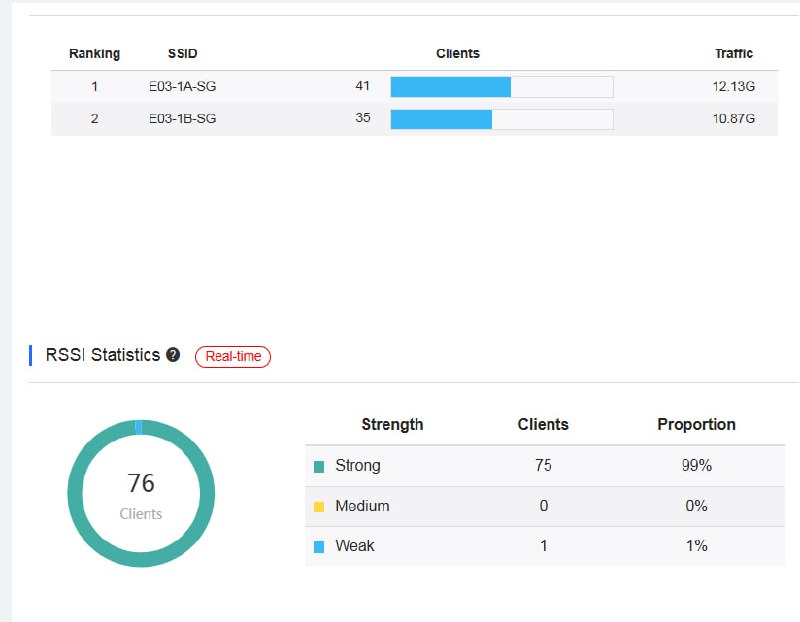 Ranking SSID Clients Traffic
1 E03-1A-SG 41 12.13G
2 E03-1B-SG 35 10.87G
RSSI Statistics ? Real-time
Strength Clients Proportion
76
Clients
Strong 75 99%
Medium 0 0%
Weak 1 1%